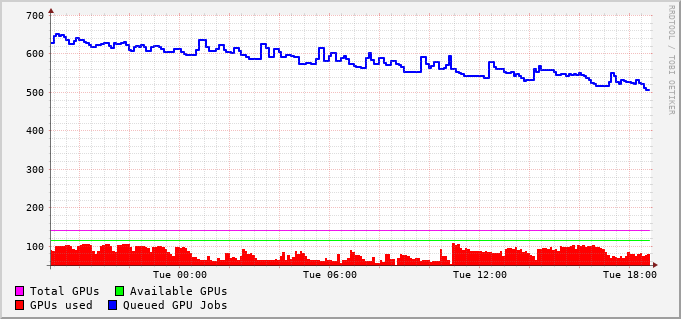 700
600
500
400
300
200
100
Tue 00:00 Tue 06:00 Tue 12:00 Tue 18:00
Total GPUs Available GPUs
GPUs used Queued GPU Jobs
RRDTOOL / TOBI OETIKER